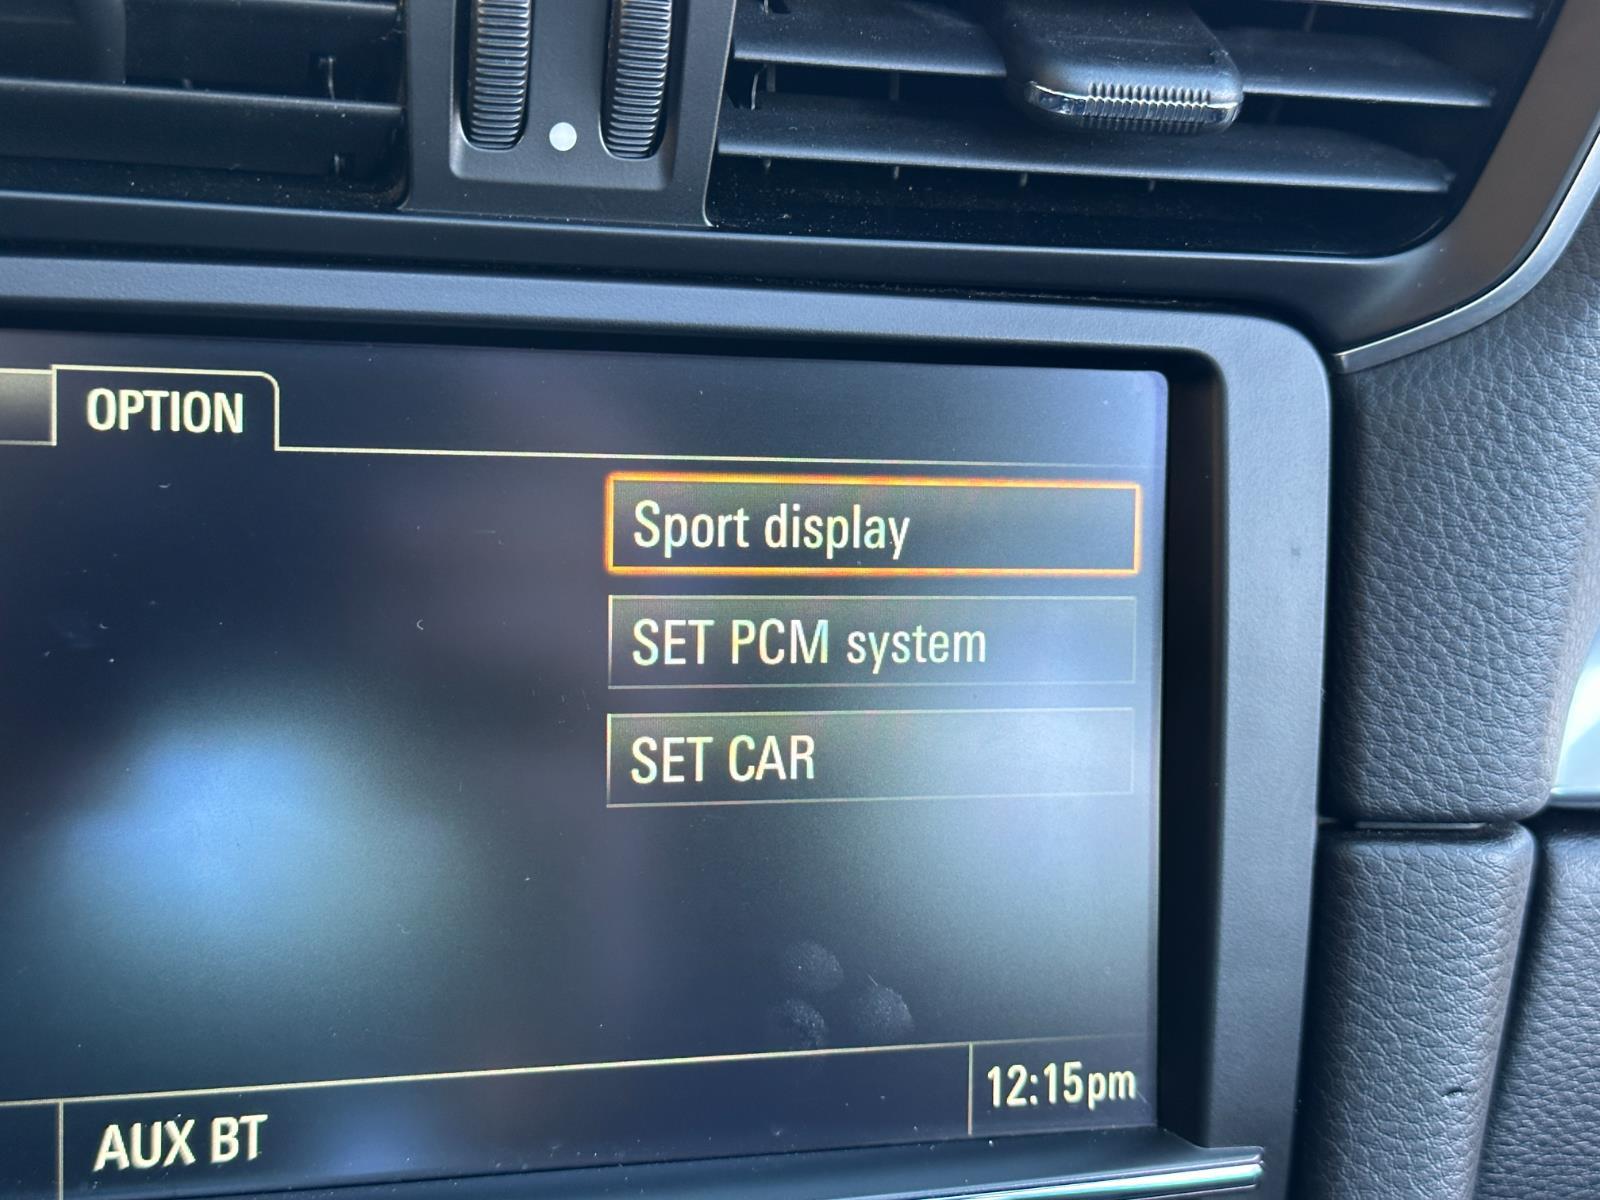 OPTION
Sport display
SET PCM system
SET CAR
AUX BT
12:15pm